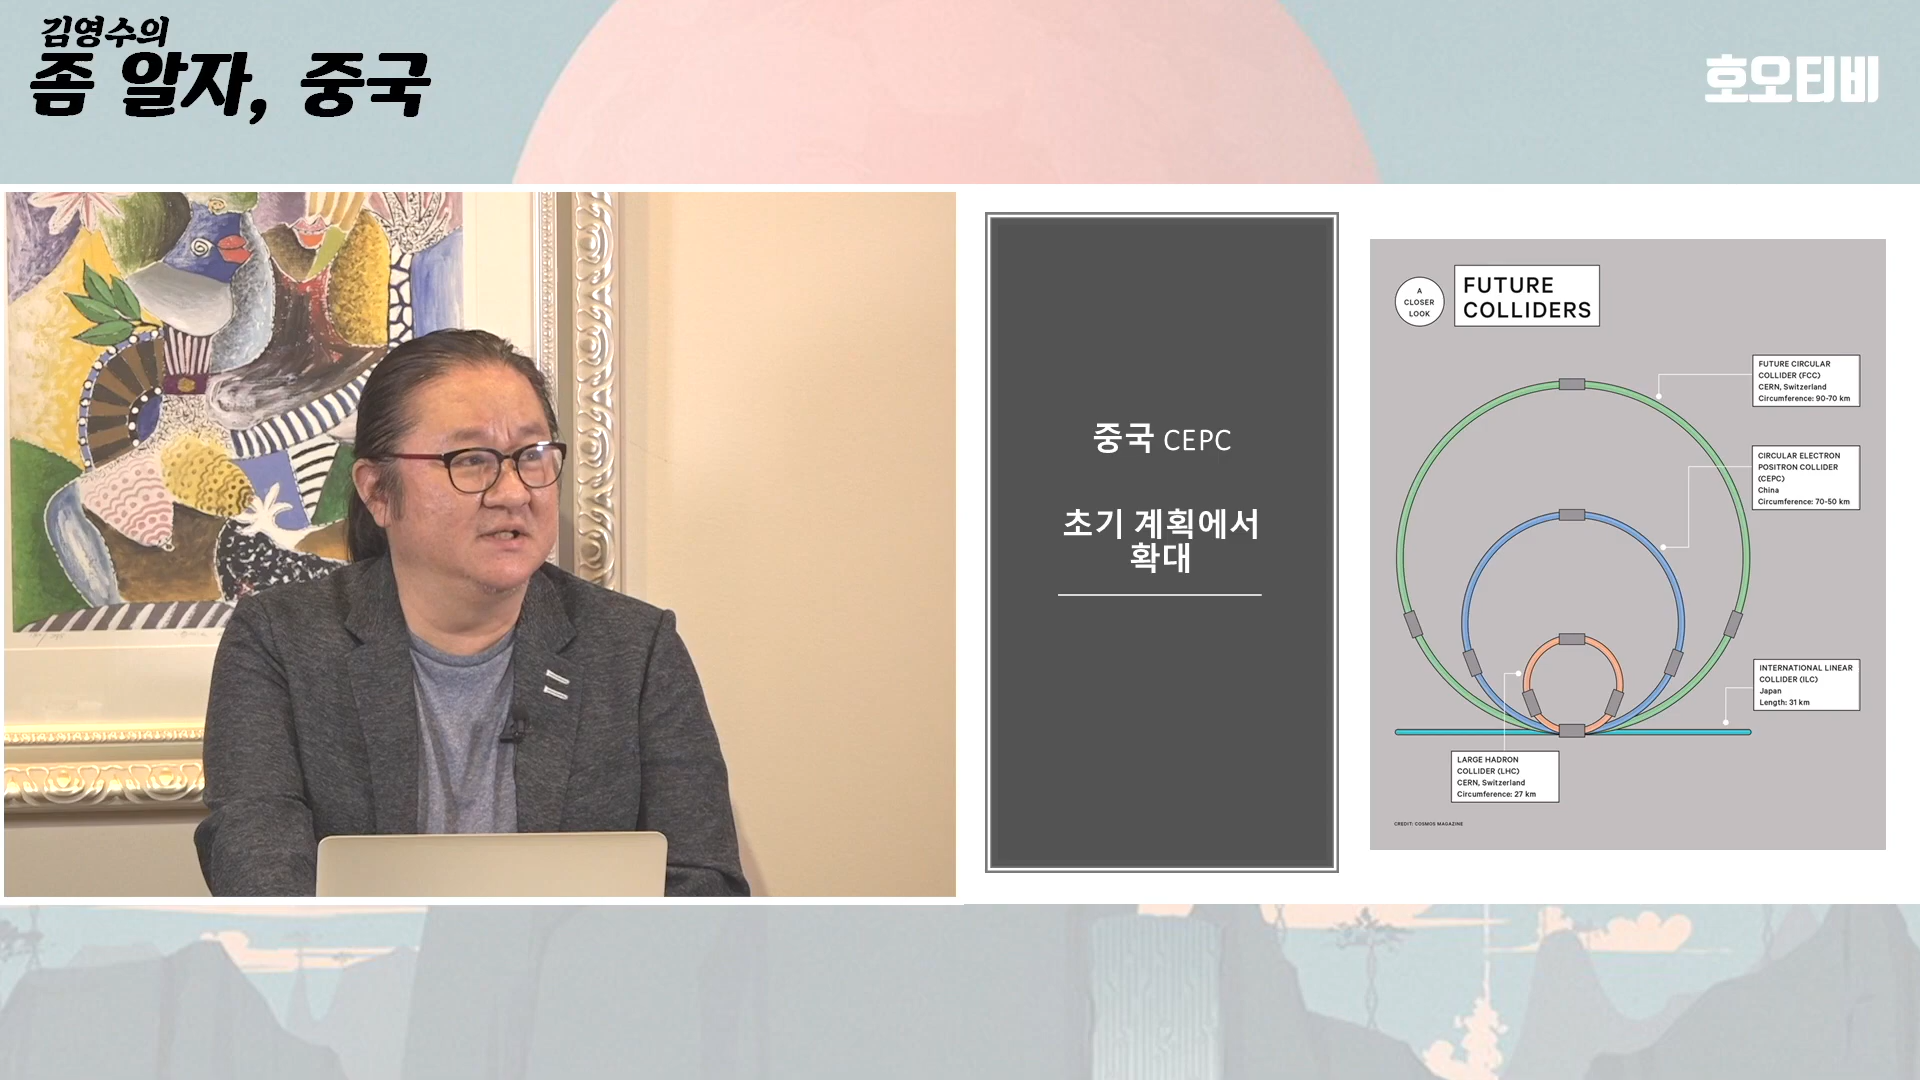 김영수의
좀 알자, 중국
호오티비
중국 CEPC
초기 계획에서
확대
A
CLOSER
LOOK
FUTURE
COLLIDERS
FUTURE CIRCULAR
COLLIDER (FCC)
CERN, Switzerland
Circumference: 90-70 km
CIRCULAR ELECTRON
POSITRON COLLIDER
(CEPC)
China
Circumference: 70-50 km
INTERNATIONAL LINEAR
COLLIDER (ILC)
Japan
Length: 31 km
LARGE HADRON
COLLIDER (LHC)
CERN, Switzerland
Circumference: 27 km
CREDIT: COSMOS MAGAZINE